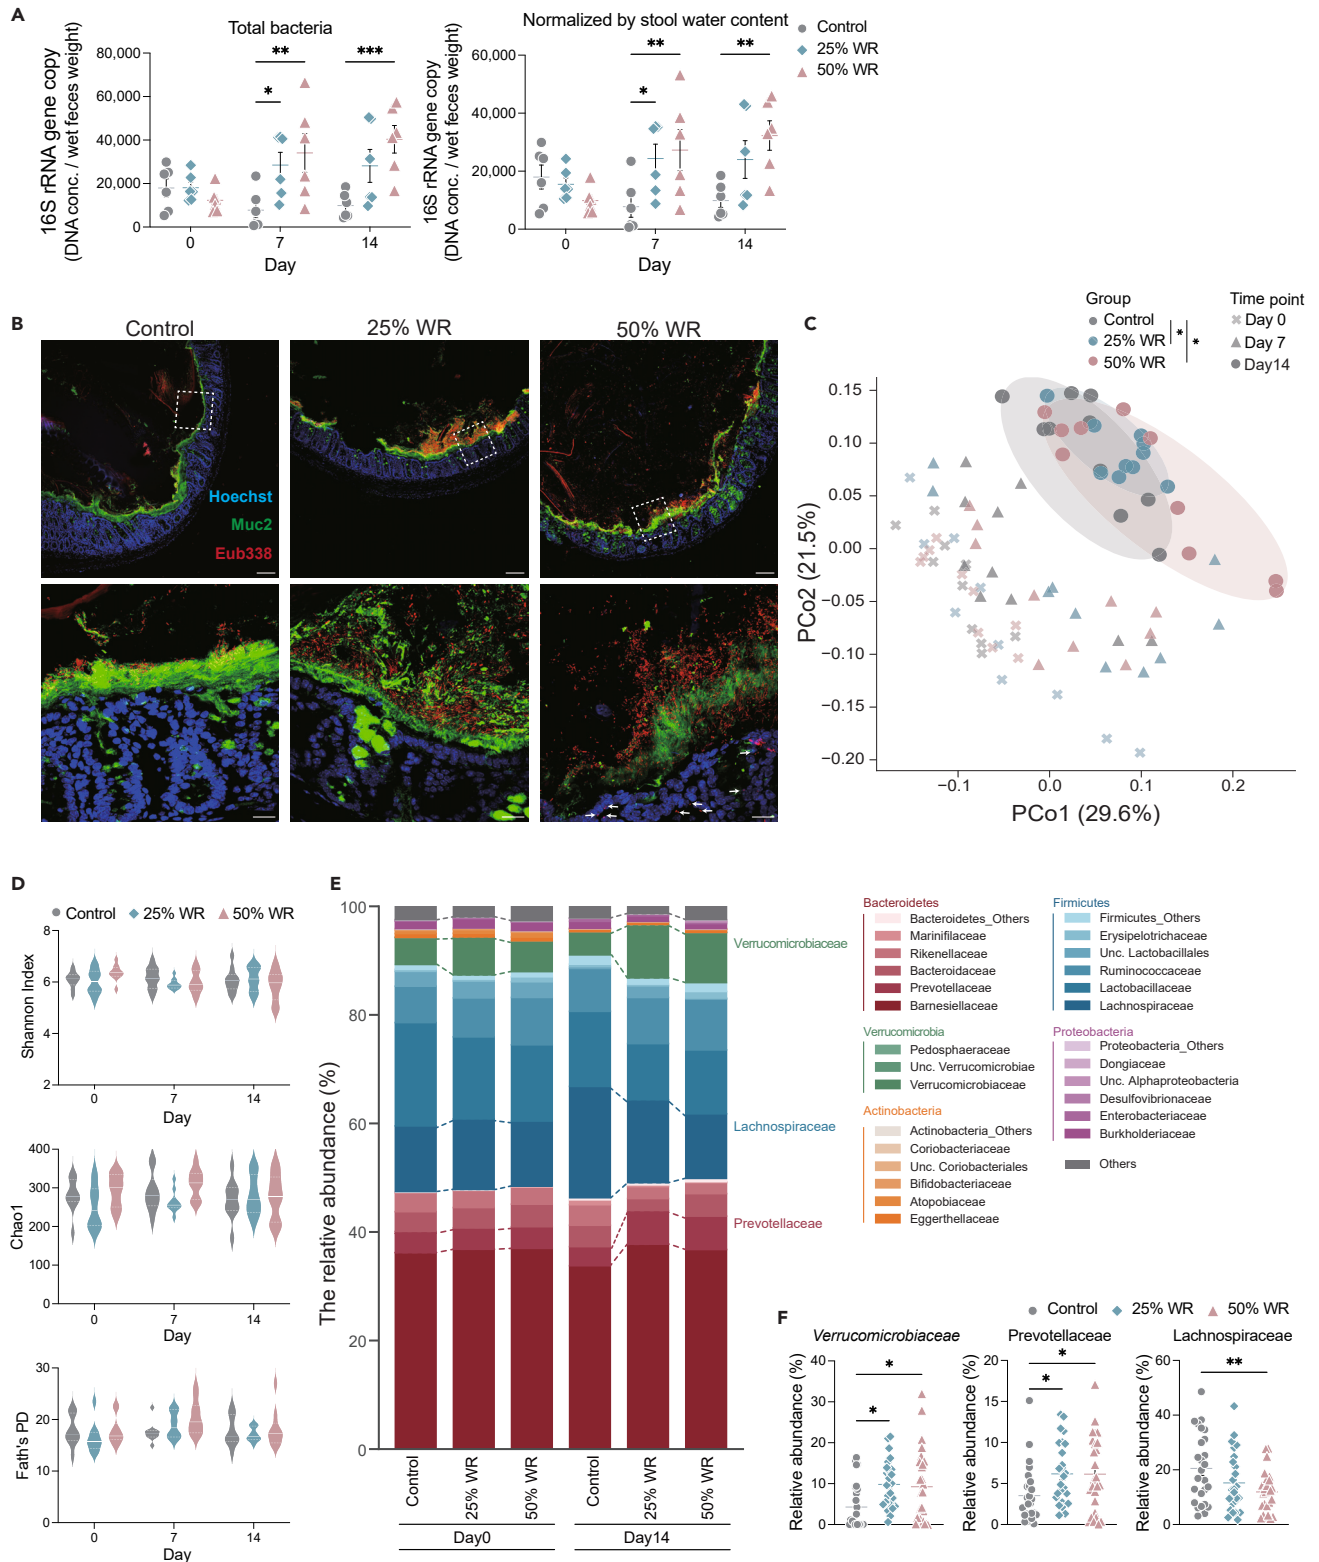 A
Total bacteria
16S rRNA gene copy
(DNA conc. / wet feces weight)
80,000
60,000
40,000
20,000
0
**
*
***
0
7
14
Day
Normalized by stool water content
16S rRNA gene copy
(DNA conc. / wet feces weight)
60,000
40,000
20,000
0
**
*
**
0
7
14
Day
Control
25% WR
50% WR
B
Control
25% WR
50% WR
Hoechst
Muc2
Eub338
C
Group
Control
25% WR
50% WR
*
*
Time point
Day 0
Day 7
Day14
PCo2 (21.5%)
0.15
0.10
0.05
0.00
−0.05
−0.10
−0.15
−0.20
−0.1
0.0
0.1
0.2
PCo1 (29.6%)
D
Control
25% WR
50% WR
Shannon Index
8
6
4
2
0
7
14
Day
Chao1
400
300
200
100
0
0
7
14
Day
Fath's PD
30
20
10
0
0
7
14
Day
E
The relative abundance (%)
100
80
60
40
20
0
Control
25% WR
50% WR
Control
25% WR
50% WR
Day0
Day14
Verrucomicrobiaceae
Lachnospiraceae
Prevotellaceae
Bacteroidetes
Bacteroidetes_Others
Marinifilaceae
Rikenellaceae
Bacteroidaceae
Prevotellaceae
Barnesiellaceae
Verrucomicrobia
Pedosphaeraceae
Unc. Verrucomicrobiae
Verrucomicrobiaceae
Actinobacteria
Actinobacteria_Others
Coriobacteriaceae
Unc. Coriobacteriales
Bifidobacteriaceae
Atopobiaceae
Eggerthellaceae
Firmicutes
Firmicutes_Others
Erysipelotrichaceae
Unc. Lactobacillales
Ruminococcaceae
Lactobacillaceae
Lachnospiraceae
Proteobacteria
Proteobacteria_Others
Dongiaceae
Unc. Alphaproteobacteria
Desulfovibrionaceae
Enterobacteriaceae
Burkholderiaceae
Others
F
Control
25% WR
50% WR
Verrucomicrobiaceae
Relative abundance (%)
40
30
20
10
0
*
*
Prevotellaceae
Relative abundance (%)
20
15
10
5
0
*
*
Lachnospiraceae
Relative abundance (%)
60
40
20
0
**